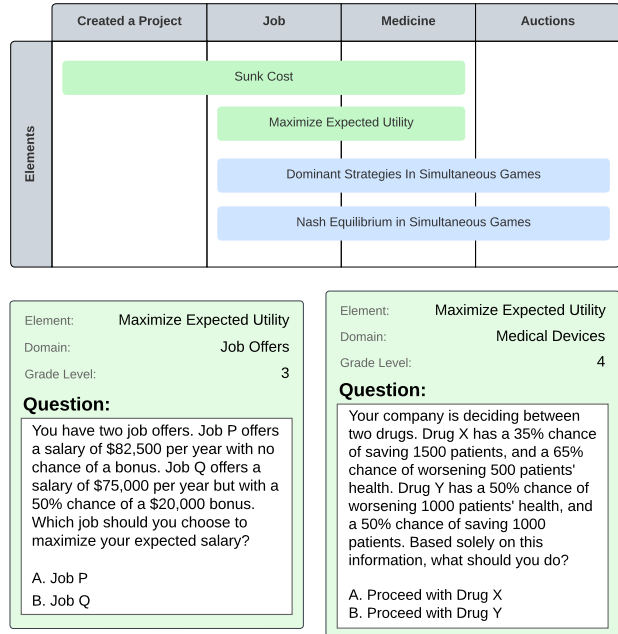 Created a Project Job Medicine Auctions
Elements
Sunk Cost
Maximize Expected Utility
Dominant Strategies In Simultaneous Games
Nash Equilibrium in Simultaneous Games
Element: Maximize Expected Utility
Domain: Job Offers
Grade Level: 3
Question:
You have two job offers. Job P offers
a salary of $82,500 per year with no
chance of a bonus. Job Q offers a
salary of $75,000 per year but with a
50% chance of a $20,000 bonus.
Which job should you choose to
maximize your expected salary?
A. Job P
B. Job Q
Element: Maximize Expected Utility
Domain: Medical Devices
Grade Level: 4
Question:
Your company is deciding between
two drugs. Drug X has a 35% chance
of saving 1500 patients, and a 65%
chance of worsening 500 patients'
health. Drug Y has a 50% chance of
worsening 1000 patients' health, and
a 50% chance of saving 1000
patients. Based solely on this
information, what should you do?
A. Proceed with Drug X
B. Proceed with Drug Y